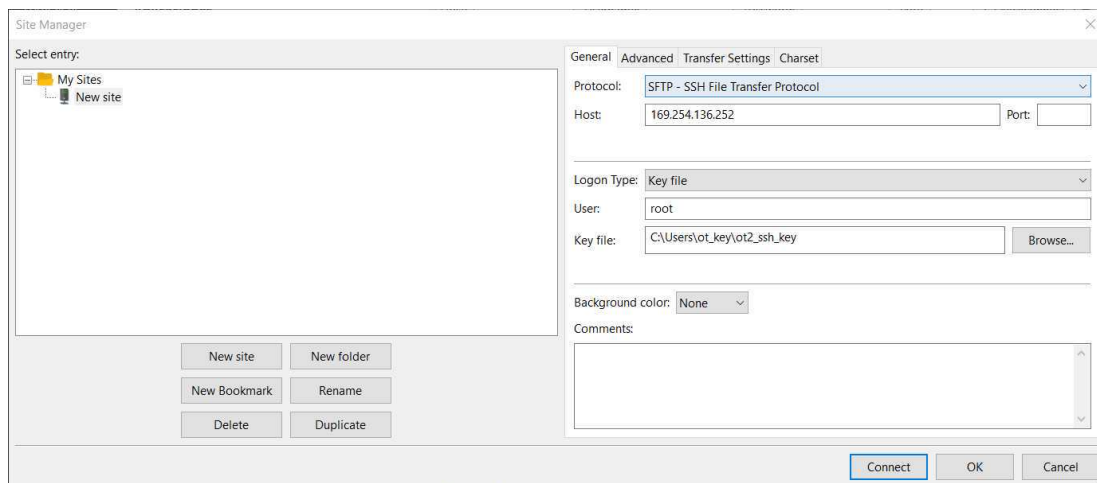 Site Manager
Select entry:
My Sites
New site
New site
New folder
New Bookmark
Rename
Delete
Duplicate
General Advanced Transfer Settings Charset
Protocol: SFTP - SSH File Transfer Protocol
Host: 169.254.136.252 Port:
Logon Type: Key file
User: root
Key file: C:\Users\ot_key\ot2_ssh_key Browse...
Background color: None
Comments:
Connect OK Cancel